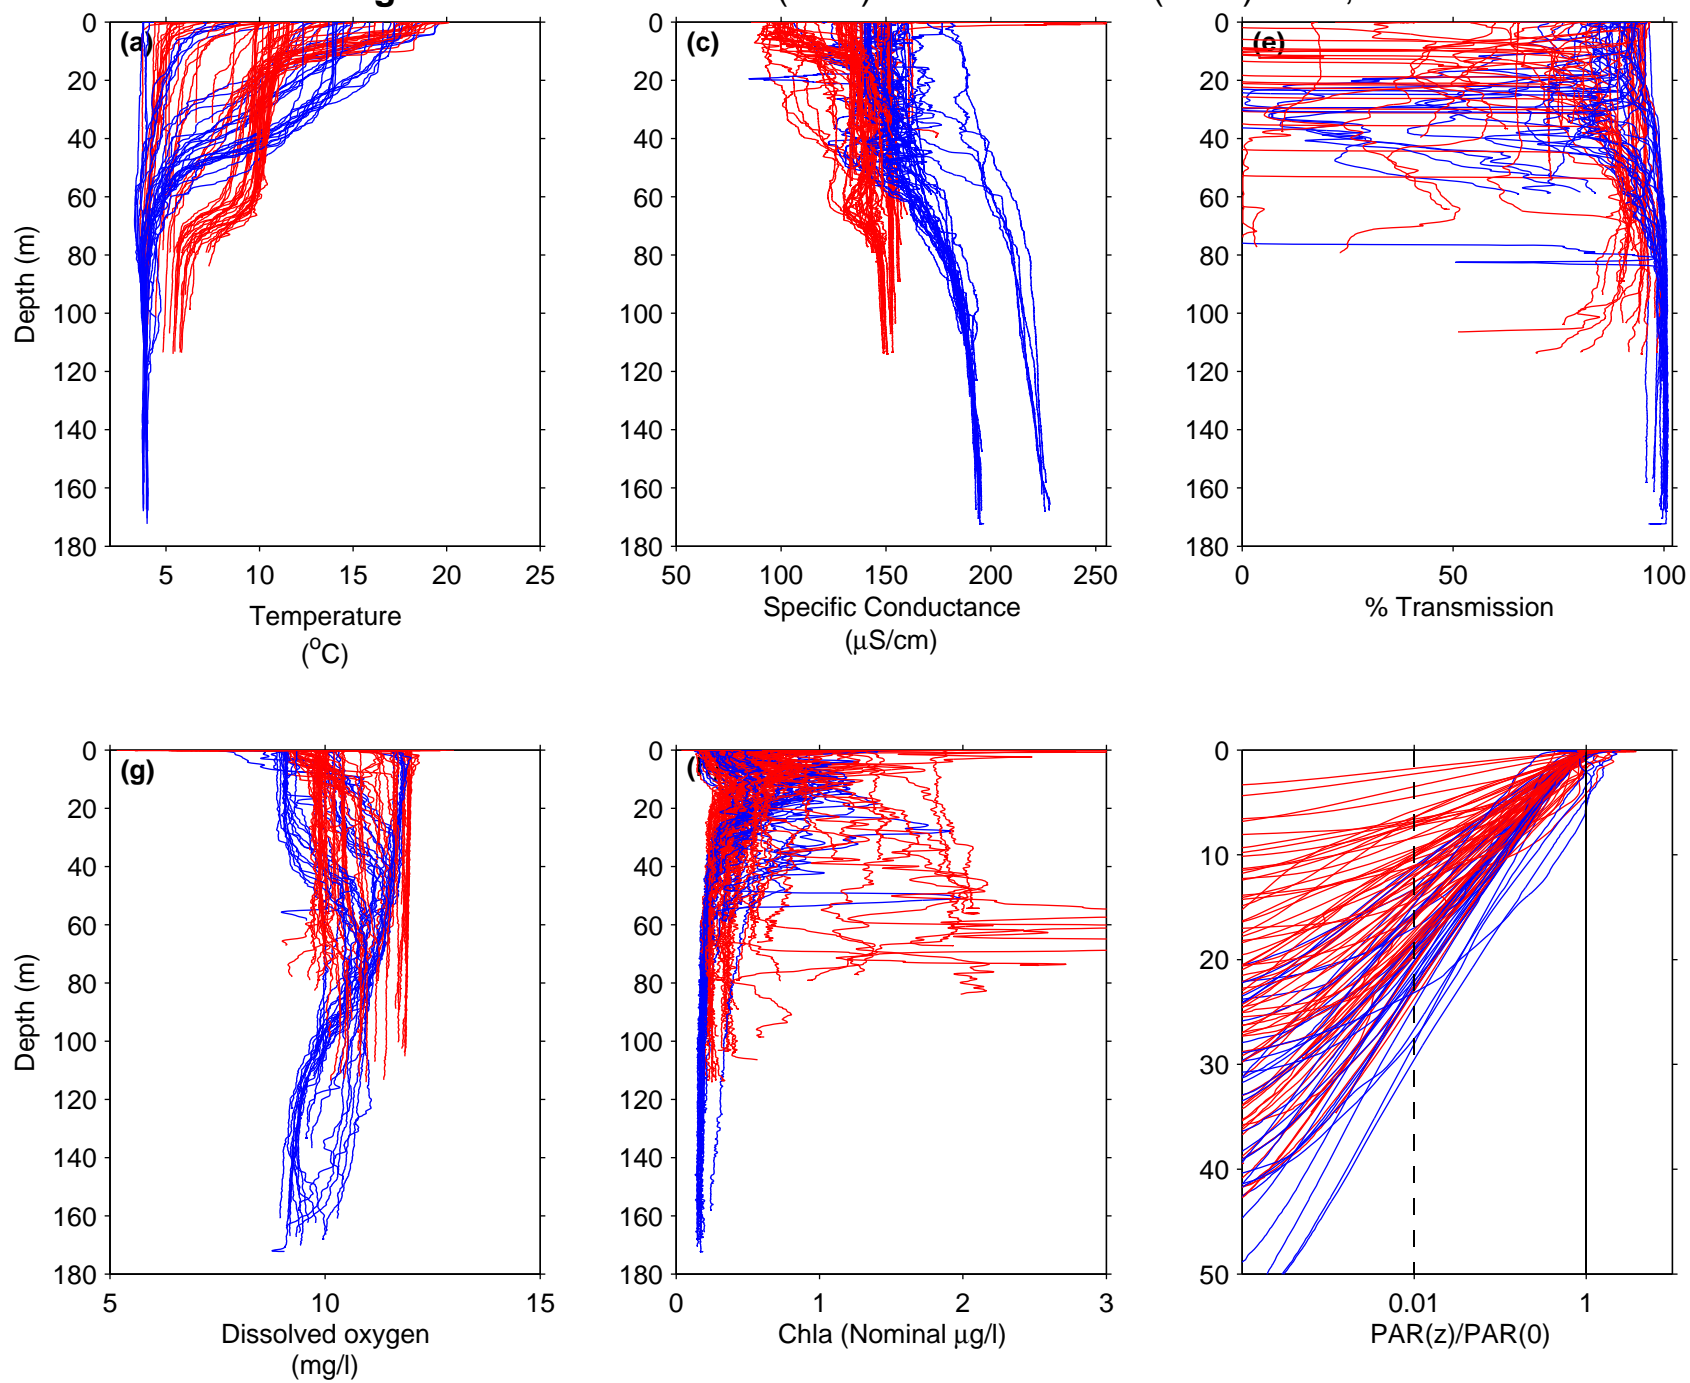 (a)
0
20
40
60
80
100
120
140
160
180
Depth (m)
5 10 15 20 25
Temperature
(°C)
(c)
0
20
40
60
80
100
120
140
160
180
50 100 150 200 250
Specific Conductance
(μS/cm)
(e)
0
20
40
60
80
100
120
140
160
180
0 50 100
% Transmission
(g)
0
20
40
60
80
100
120
140
160
180
Depth (m)
5 10 15
Dissolved oxygen
(mg/l)
0
20
40
60
80
100
120
140
160
180
0 1 2 3
Chla (Nominal μg/l)
0
10
20
30
40
50
0.01 1
PAR(z)/PAR(0)